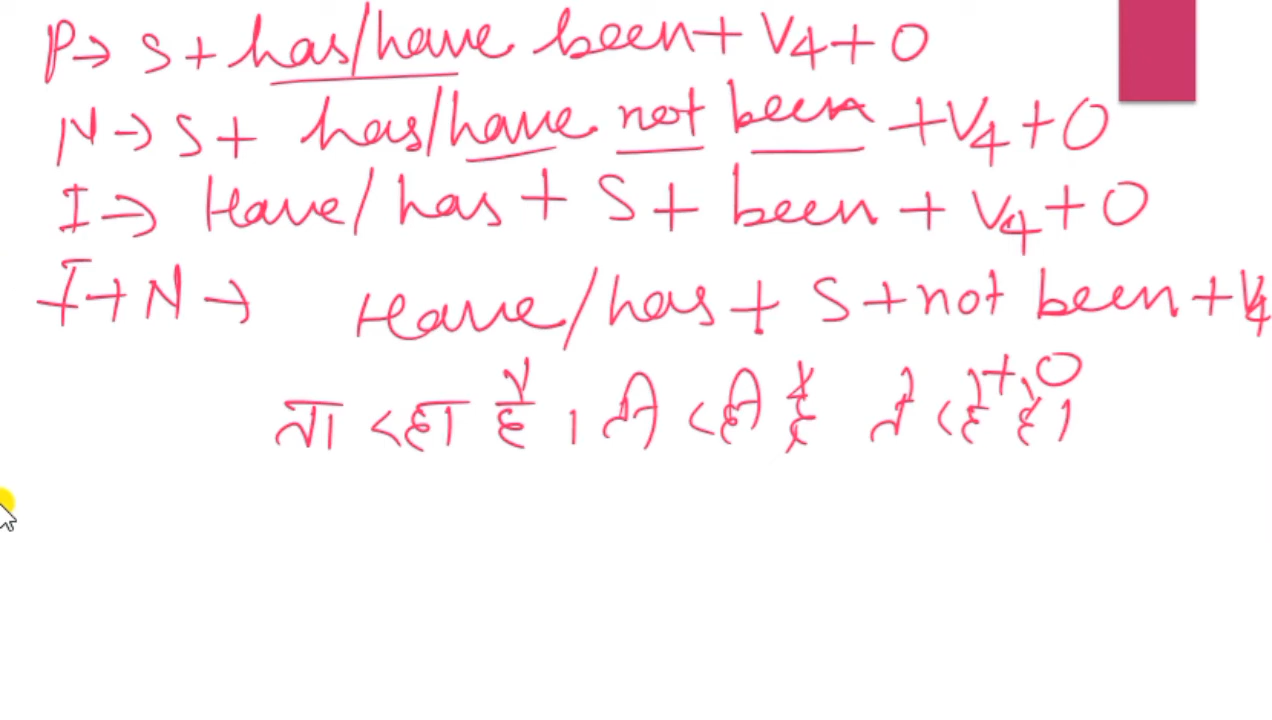 P→ S+ has/have been+ V4+O
N→ S+ has/have not been +V4+O
I→ Have/has + S+ been + V4+O
I+N → Have/has + S+not been +V4
+O
ता रहा है । ती रही है ते रहे हैं ।